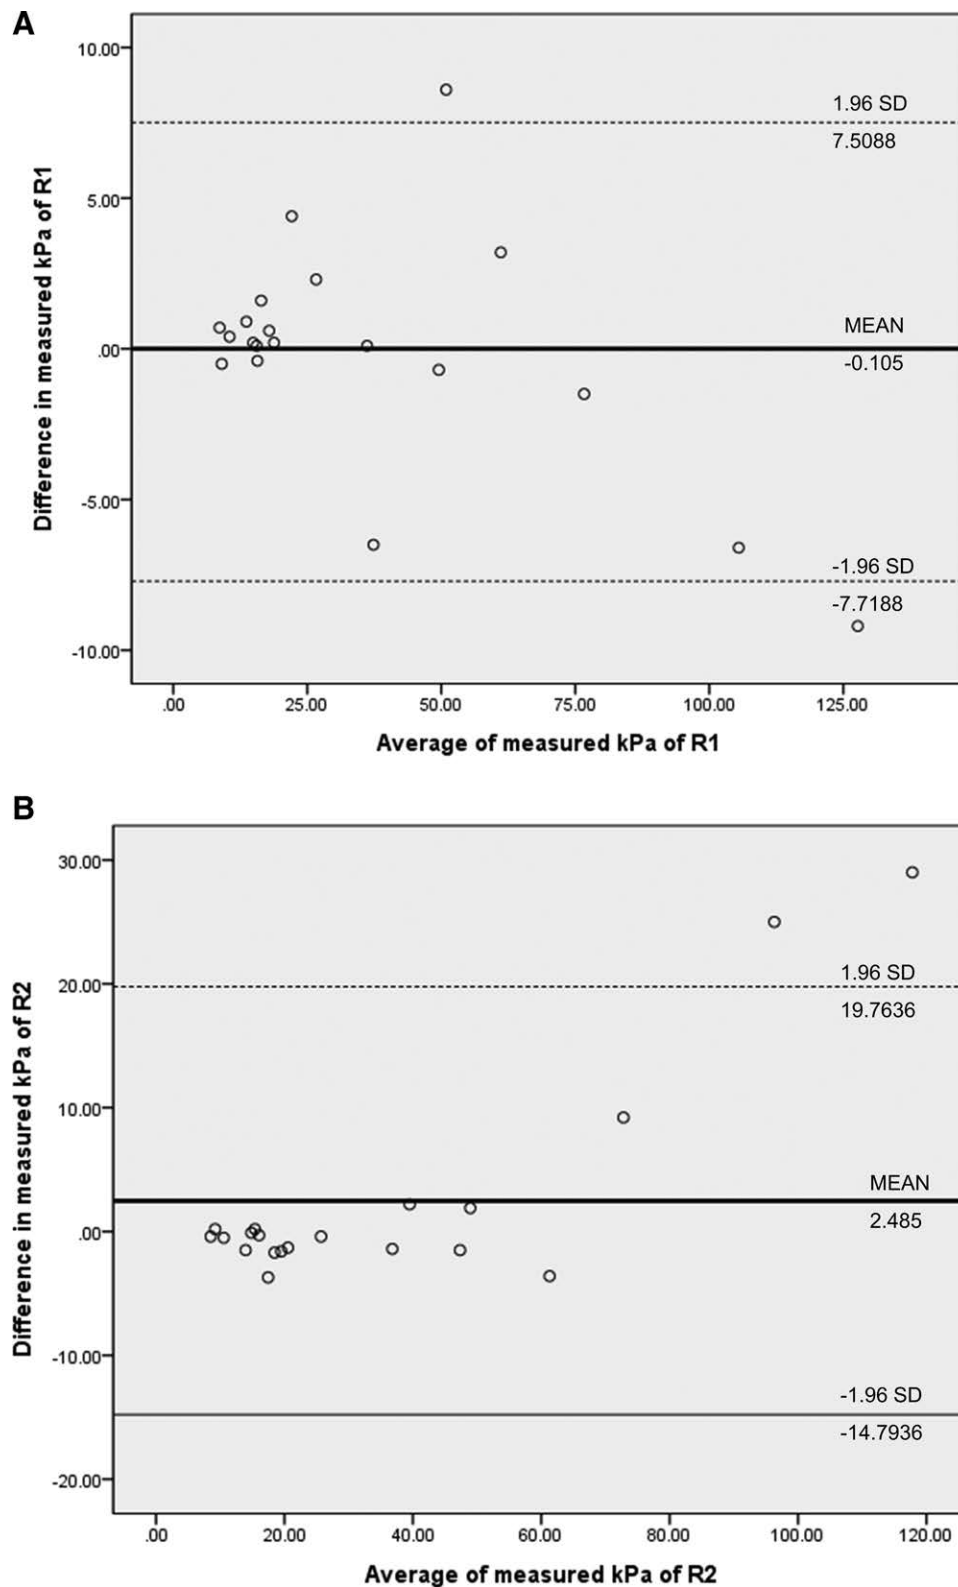 A
10.00
5.00
.00
-5.00
-10.00
Difference in measured kPa of R1
1.96 SD
7.5088
MEAN
-0.105
-1.96 SD
-7.7188
.00 25.00 50.00 75.00 100.00 125.00
Average of measured kPa of R1
B
30.00
20.00
10.00
.00
-10.00
-20.00
Difference in measured kPa of R2
1.96 SD
19.7636
MEAN
2.485
-1.96 SD
-14.7936
.00 20.00 40.00 60.00 80.00 100.00 120.00
Average of measured kPa of R2